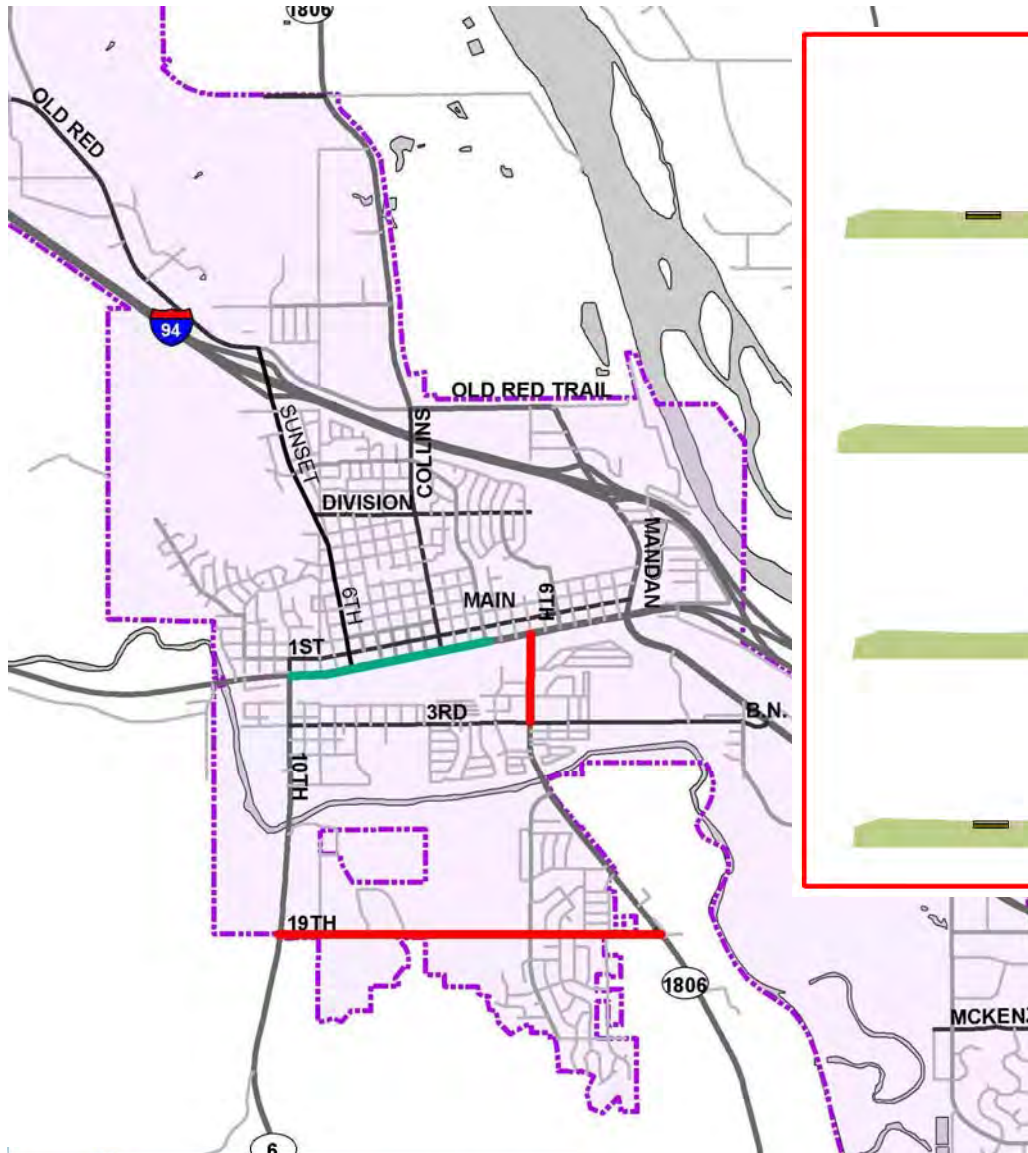 1806
OLD RED
94
OLD RED TRAIL
SUNSET
COLLINS
DIVISION
MANDAN
6TH
MAIN
6TH
1ST
3RD
B.N.
10TH
19TH
1806
MCKENZ
6